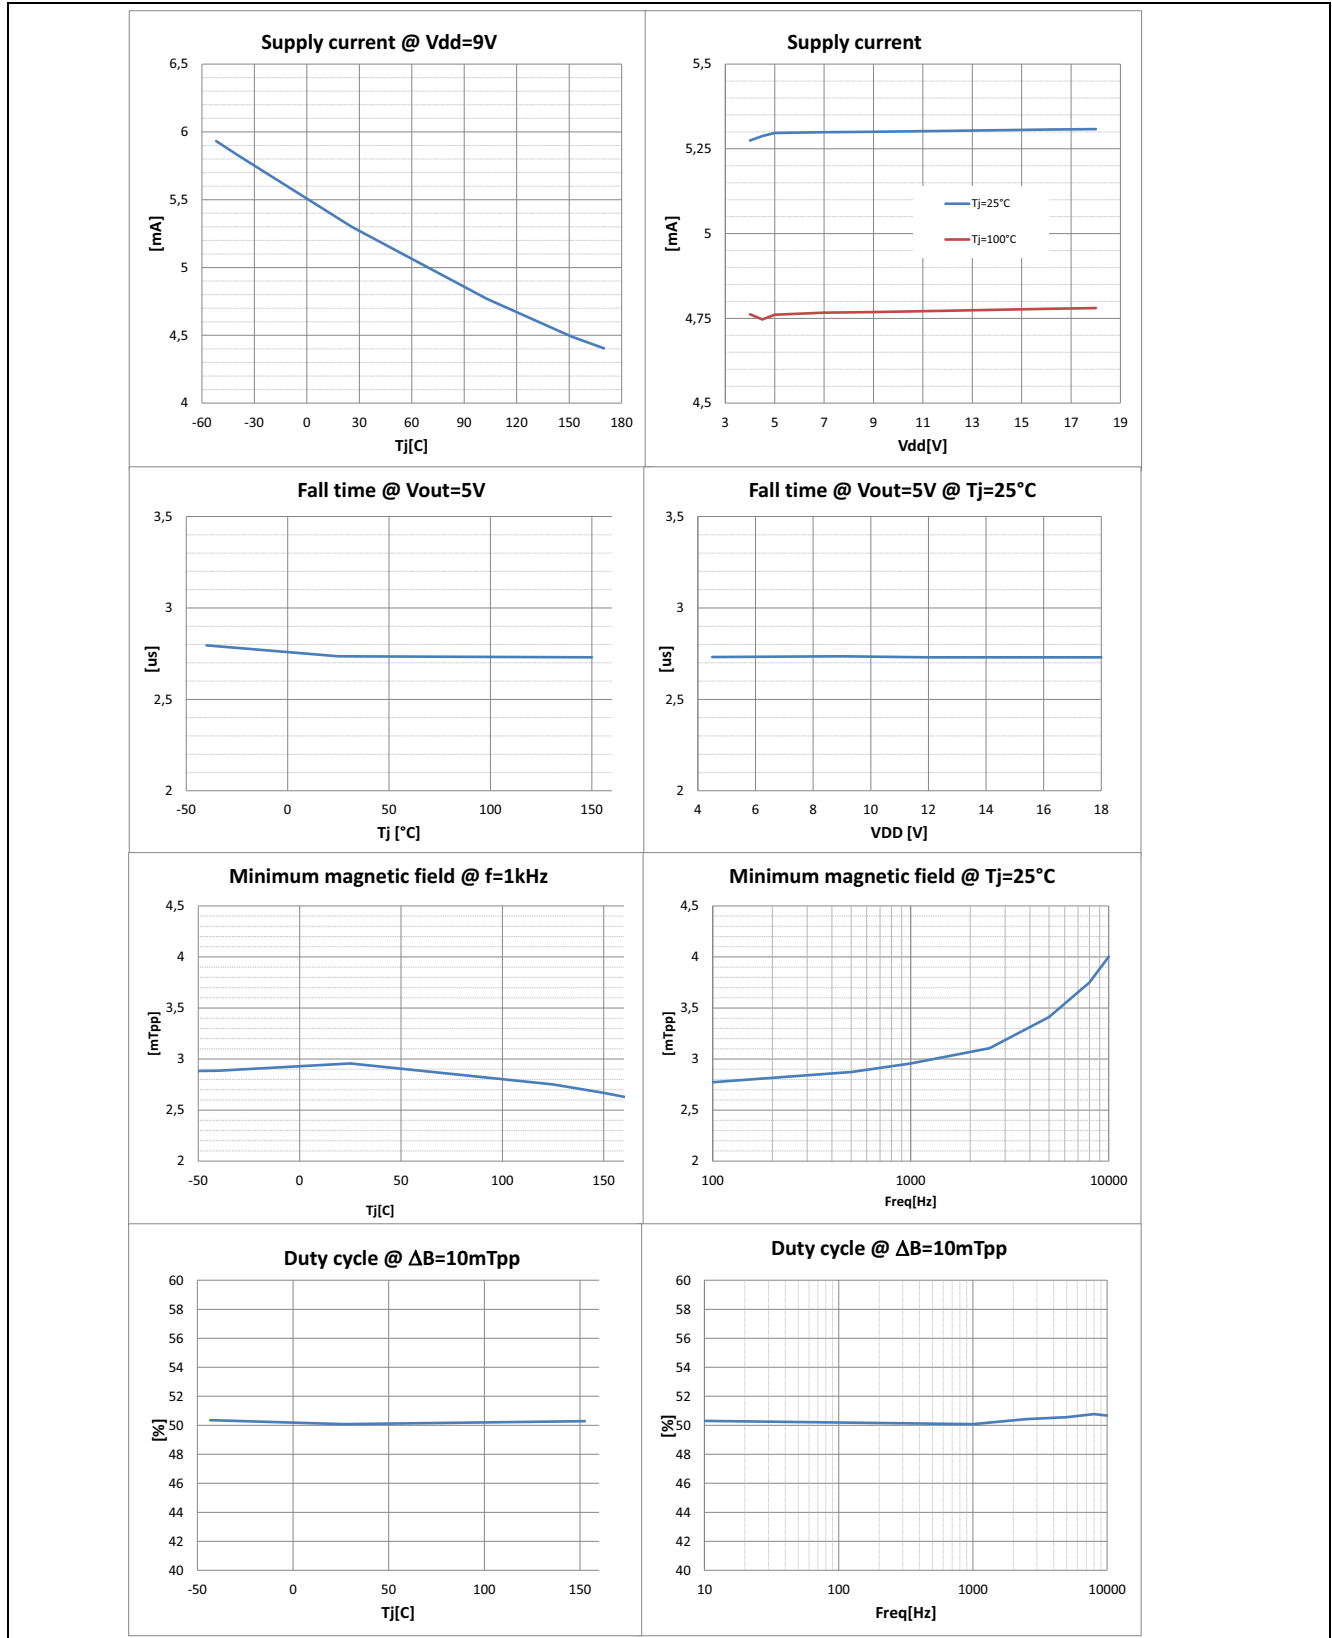 Supply current @ Vdd=9V
6,5
6
5,5
5
4,5
4
[mA]
-60 -30 0 30 60 90 120 150 180
Tj[C]
Supply current
5,5
5,25
5
4,75
4,5
[mA]
Tj=25°C
Tj=100°C
3 5 7 9 11 13 15 17 19
Vdd[V]
Fall time @ Vout=5V
3,5
3
2,5
2
[us]
-50 0 50 100 150
Tj [°C]
Fall time @ Vout=5V @ Tj=25°C
3,5
3
2,5
2
[us]
4 6 8 10 12 14 16 18
VDD [V]
Minimum magnetic field @ f=1kHz
4,5
4
3,5
3
2,5
2
[mTpp]
-50 0 50 100 150
Tj[C]
Minimum magnetic field @ Tj=25°C
4,5
4
3,5
3
2,5
2
[mTpp]
100 1000 10000
Freq[Hz]
Duty cycle @ ΔB=10mTpp
60
58
56
54
52
50
48
46
44
42
40
[%]
-50 0 50 100 150
Tj[C]
Duty cycle @ ΔB=10mTpp
60
58
56
54
52
50
48
46
44
42
40
[%]
10 100 1000 10000
Freq[Hz]